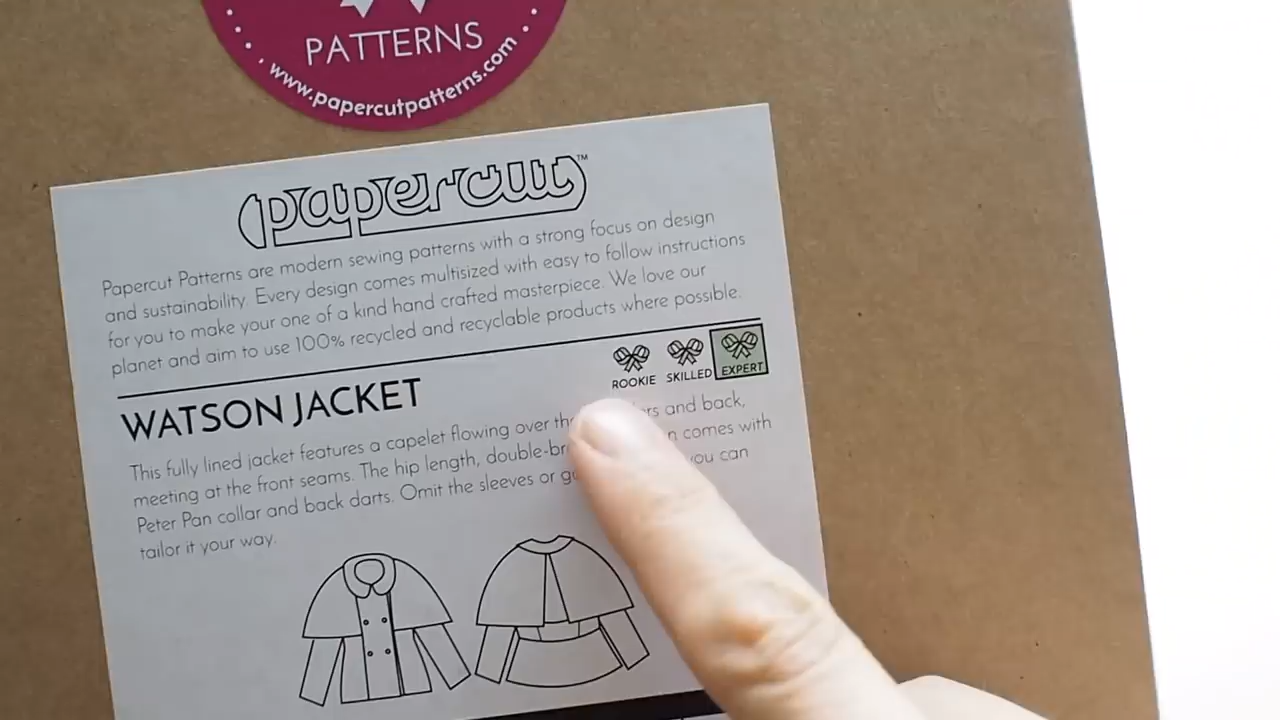 PATTERNS
www.papercutpatterns.com
papercut™
Papercut Patterns are modern sewing patterns with a strong focus on design
and sustainability. Every design comes multisized with easy to follow instructions
for you to make your one of a kind hand crafted masterpiece. We love our
planet and aim to use 100% recycled and recyclable products where possible.
ROOKIE SKILLED EXPERT
WATSON JACKET
This fully lined jacket features a capelet flowing over the and back,
meeting at the front seams. The hip length, comes with
Peter Pan collar and back darts. Omit the sleeves or you can
tailor it your way.